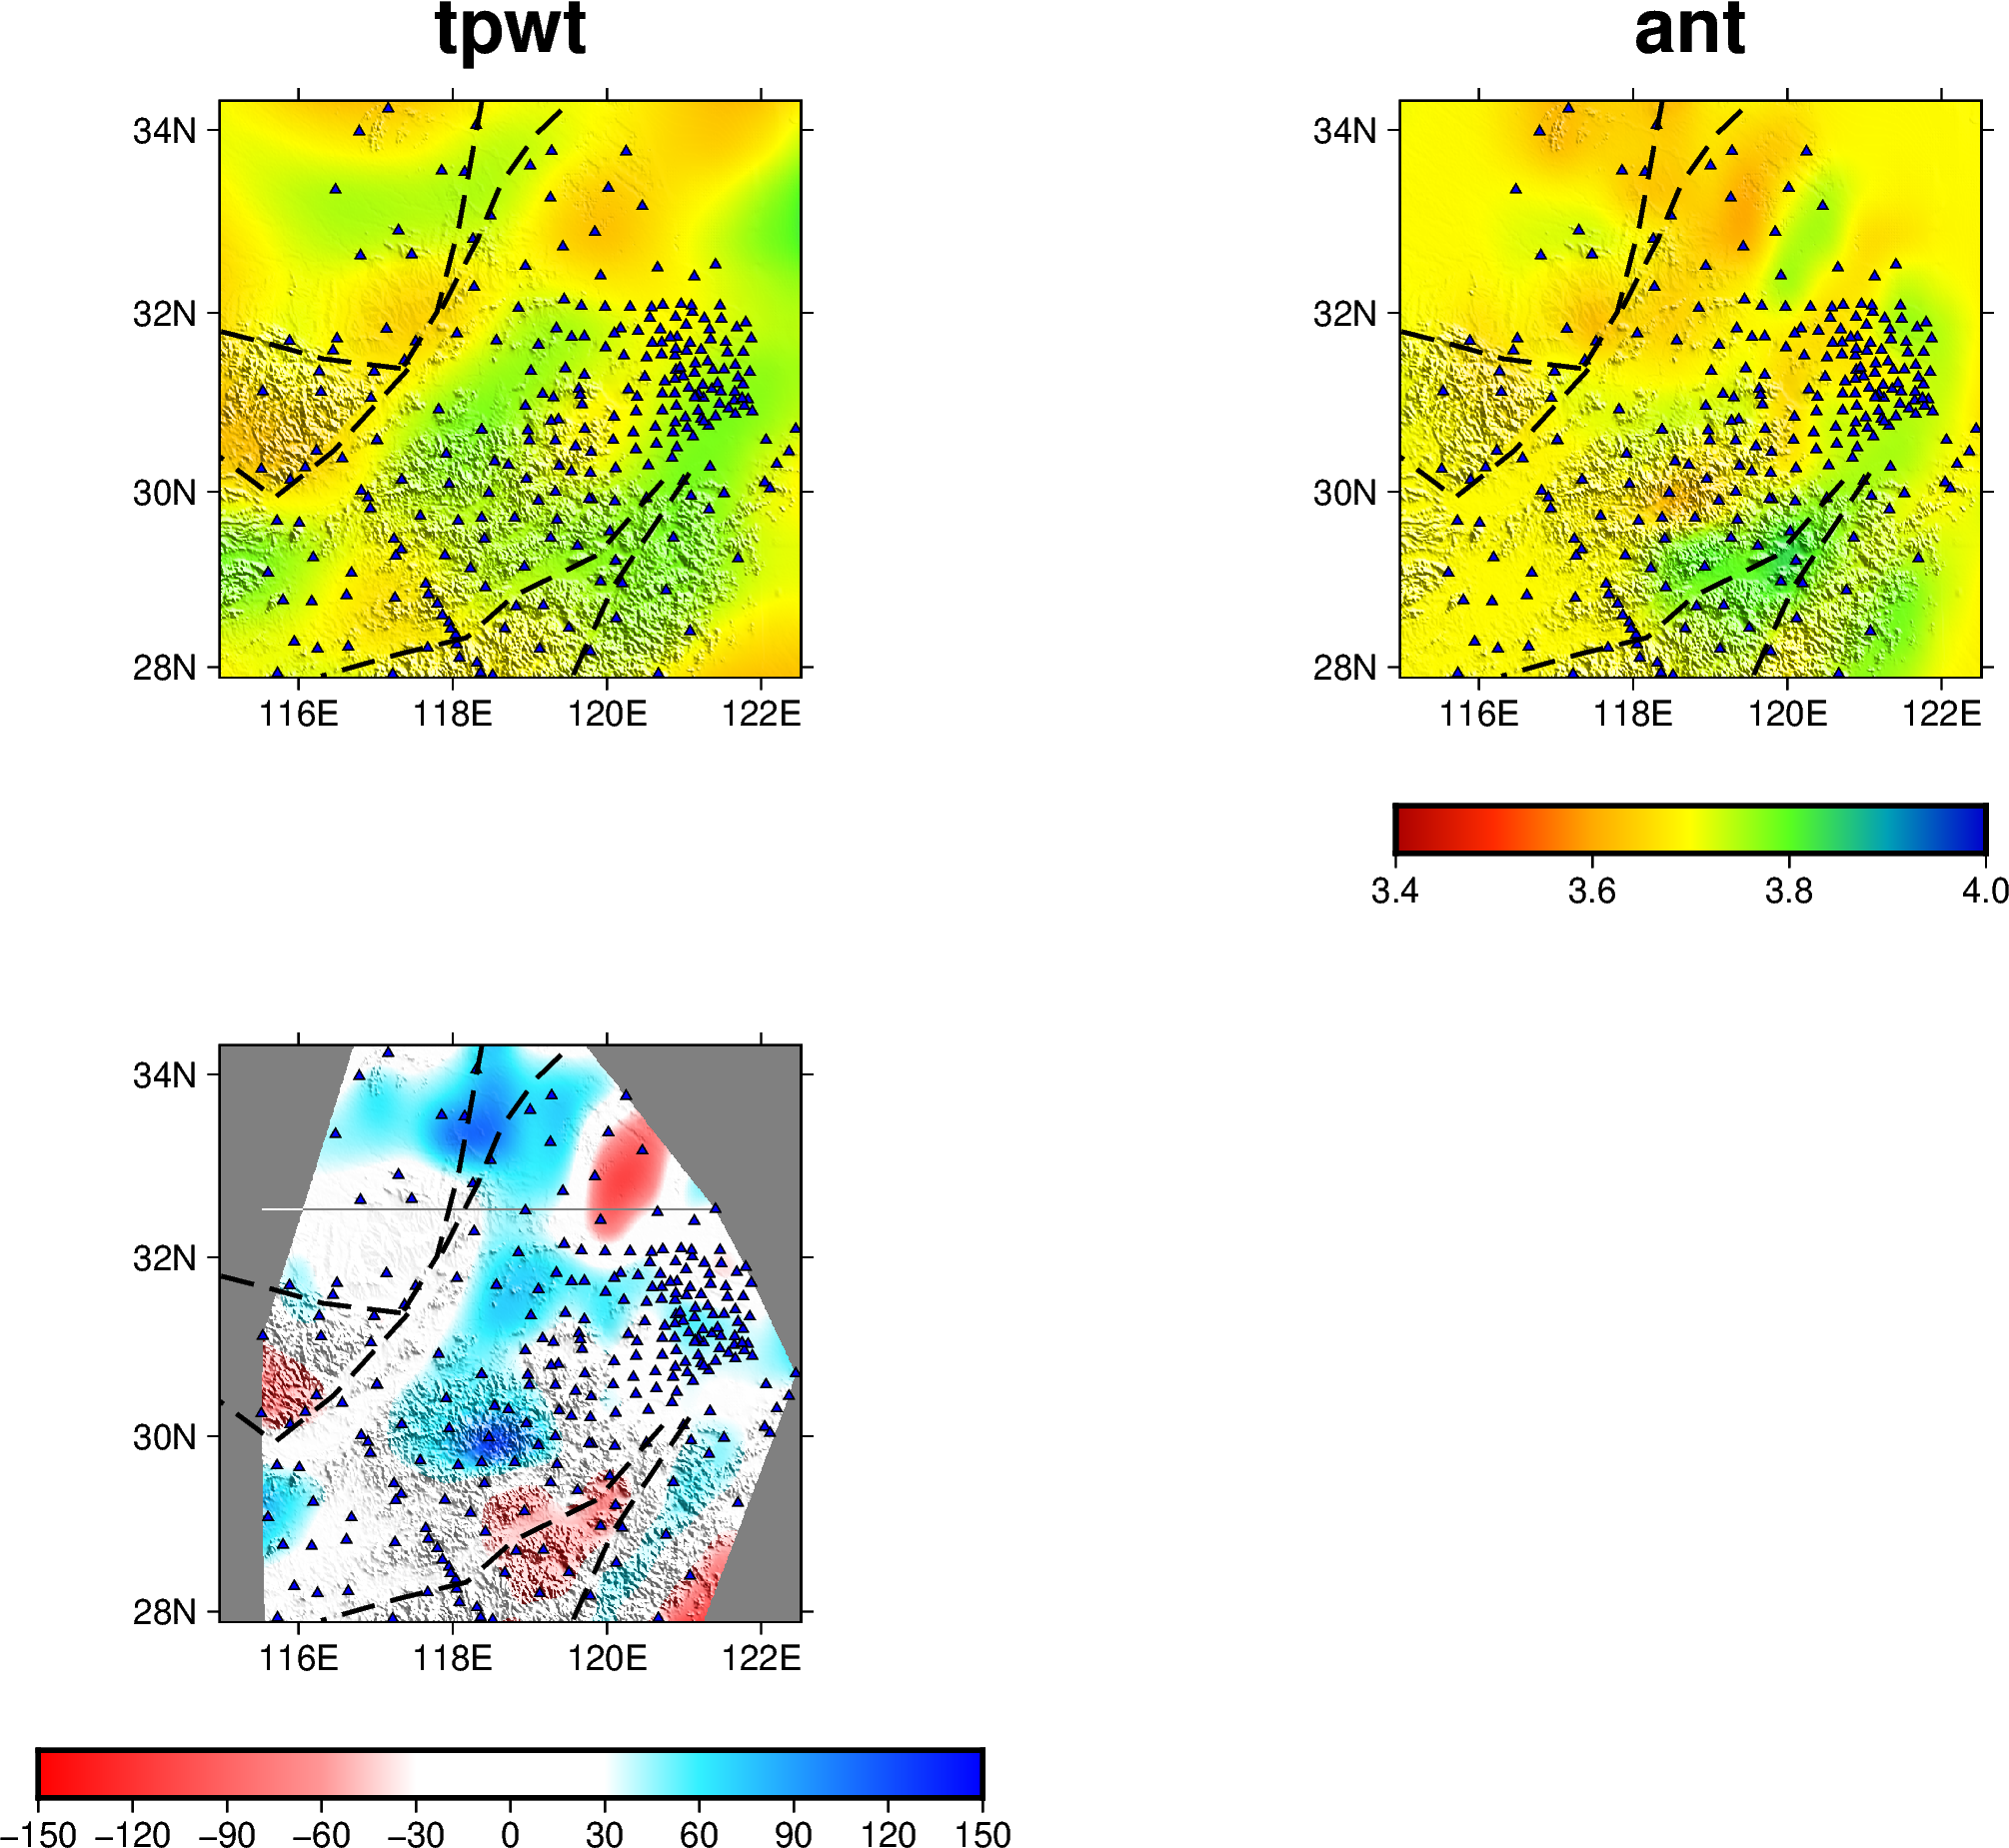 tpwt ant
34N 34N
32N 32N
30N 30N
28N 28N
116E 118E 120E 122E 116E 118E 120E 122E
3.4 3.6 3.8 4.0
34N
32N
30N
28N
116E 118E 120E 122E
−150 −120 −90 −60 −30 0 30 60 90 120 150